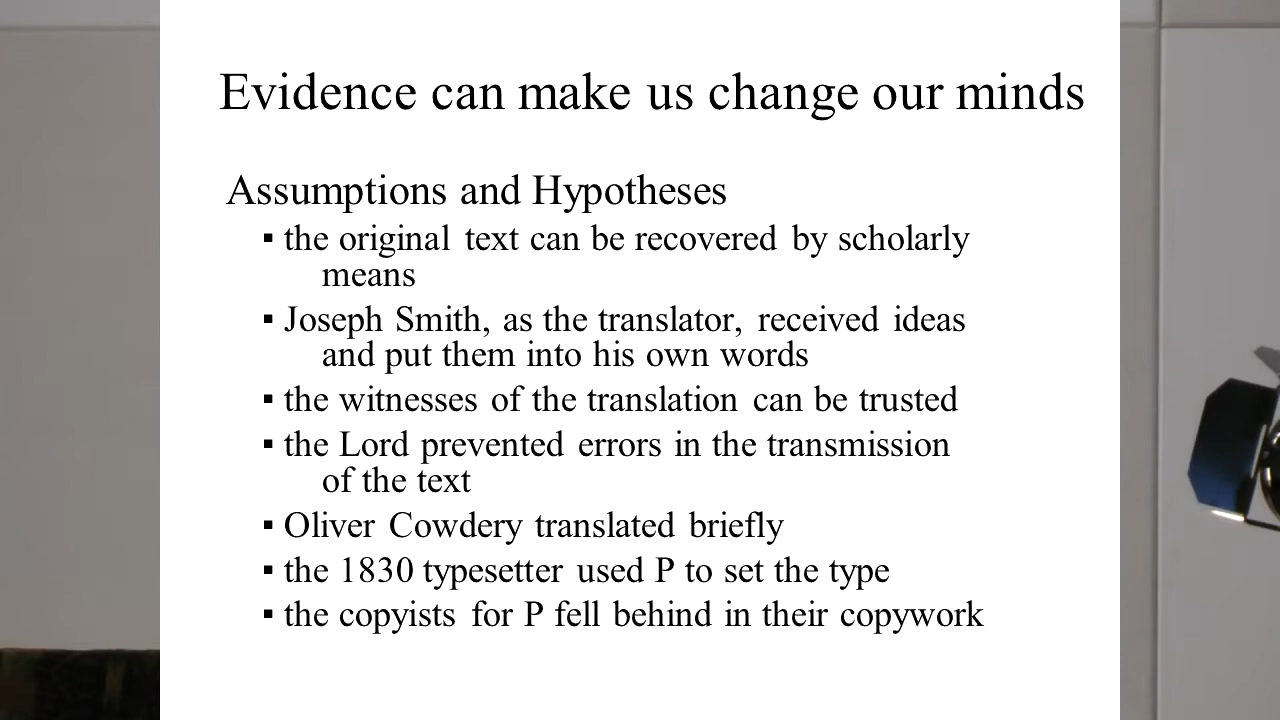 Evidence can make us change our minds
Assumptions and Hypotheses
▪ the original text can be recovered by scholarly
means
▪ Joseph Smith, as the translator, received ideas
and put them into his own words
▪ the witnesses of the translation can be trusted
▪ the Lord prevented errors in the transmission
of the text
▪ Oliver Cowdery translated briefly
▪ the 1830 typesetter used P to set the type
▪ the copyists for P fell behind in their copywork